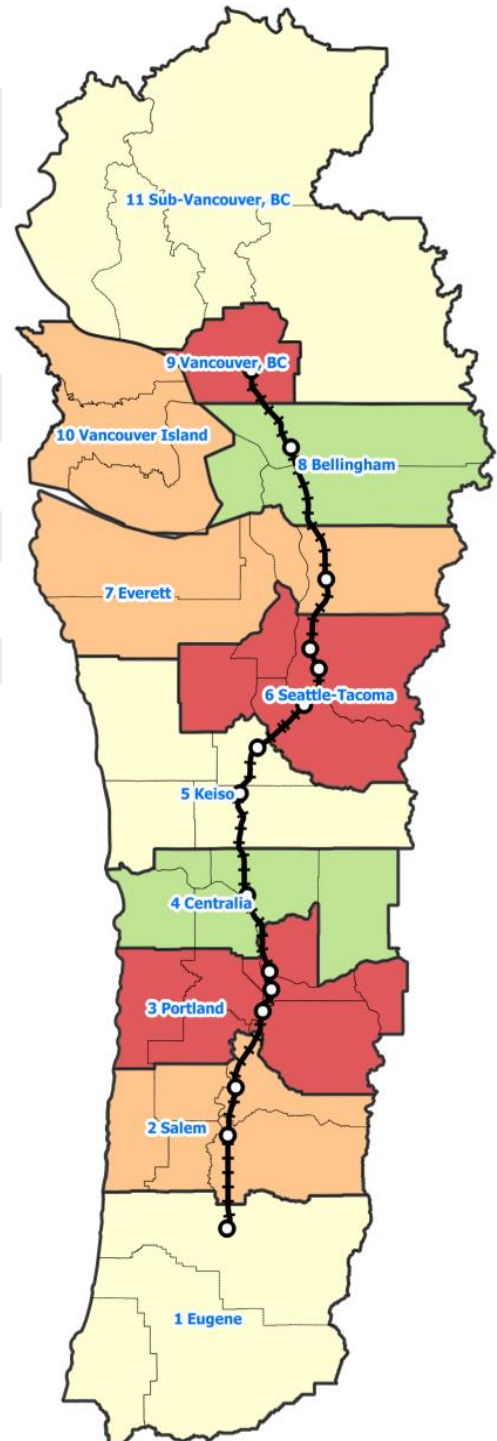 11 Sub-Vancouver, BC
9 Vancouver, BC
10 Vancouver Island
8 Bellingham
7 Everett
6 Seattle-Tacoma
5 Keiso
4 Centralia
3 Portland
2 Salem
1 Eugene